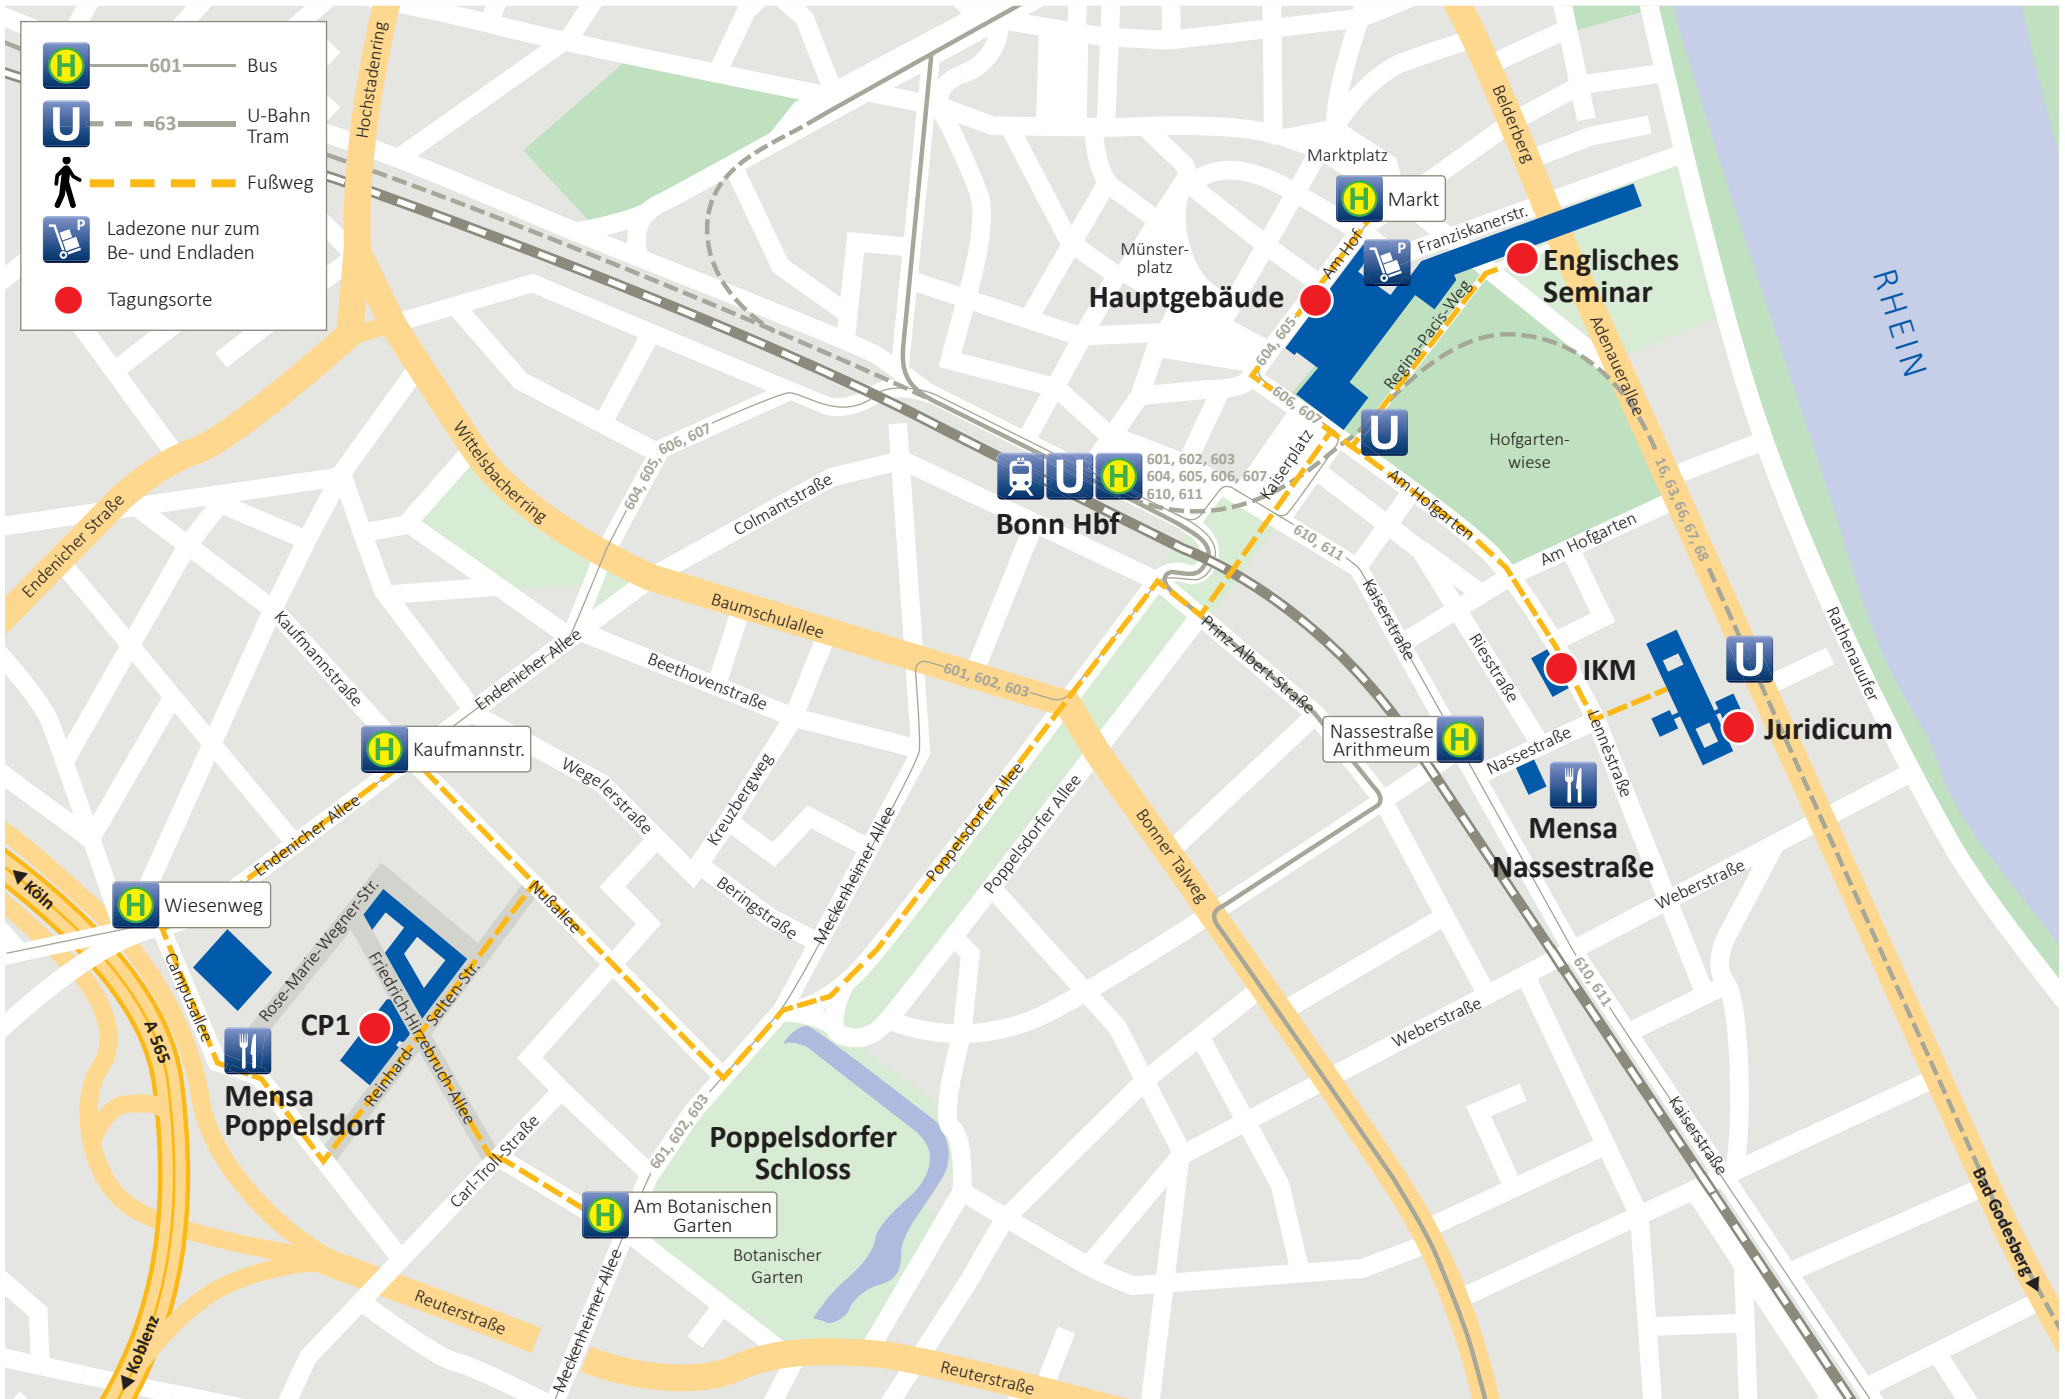 H
601
Bus
U
63
U-Bahn
Tram
Fußweg
P
Ladezone nur zum
Be- und Endladen
Tagungsorte
Hochstadenring
Belderberg
Marktplatz
H
Markt
Franziskanerstr.
Am Hof
P
Münster-
platz
Hauptgebäude
Englisches
Seminar
RHEIN
604, 605
Regina-Pacis-Weg
Adenauerallee
606, 607
U
Hofgarten-
wiese
Kaiserplatz
Am Hofgarten
Am Hofgarten
16, 63, 66, 67, 68
Wittelsbacherring
604, 605, 606, 607
Colmantstraße
U
H
601, 602, 603
604, 605, 606, 607
610, 611
Bonn Hbf
610, 611
Endenicher Straße
Kaufmannstraße
Baumschulallee
Endenicher Allee
Beethovenstraße
601, 602, 603
Prinz-Albert-Straße
Kaiserstraße
Riesstraße
IKM
U
Rathenaufer
Juridicum
Lennèstraße
Nassestraße
Nassestraße
Arithmeum
H
Mensa
Nassestraße
H
Kaufmannstr.
Wegelerstraße
Kreuzbergweg
Meckenheimer Allee
Poppelsdorfer Allee
Poppelsdorfer Allee
Bonner Talweg
Weberstraße
Endenicher Allee
Beringstraße
Nußallee
Köln
H
Wiesenweg
Rose-Marie-Wegner-Str.
Friedrich-Hirzebruch-Allee
Reinhard-
Selten-Str.
Campusallee
CP1
A 565
Mensa
Poppelsdorf
610, 611
Weberstraße
Kaiserstraße
601, 602, 603
Poppelsdorfer
Schloss
Carl-Troll-Straße
H
Am Botanischen
Garten
Botanischer
Garten
Meckenheimer Allee
Bad Godesberg
Reuterstraße
Reuterstraße
Koblenz